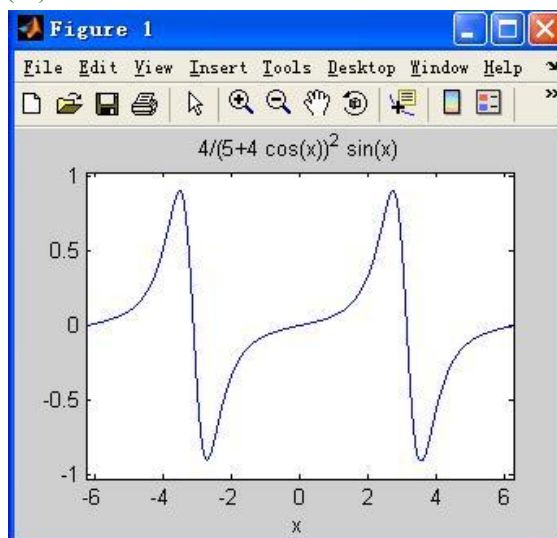 Figure 1
File Edit View Insert Tools Desktop Window Help
4/(5+4 cos(x))² sin(x)
1
0.5
0
-0.5
-1
-6 -4 -2 0 2 4 6
x